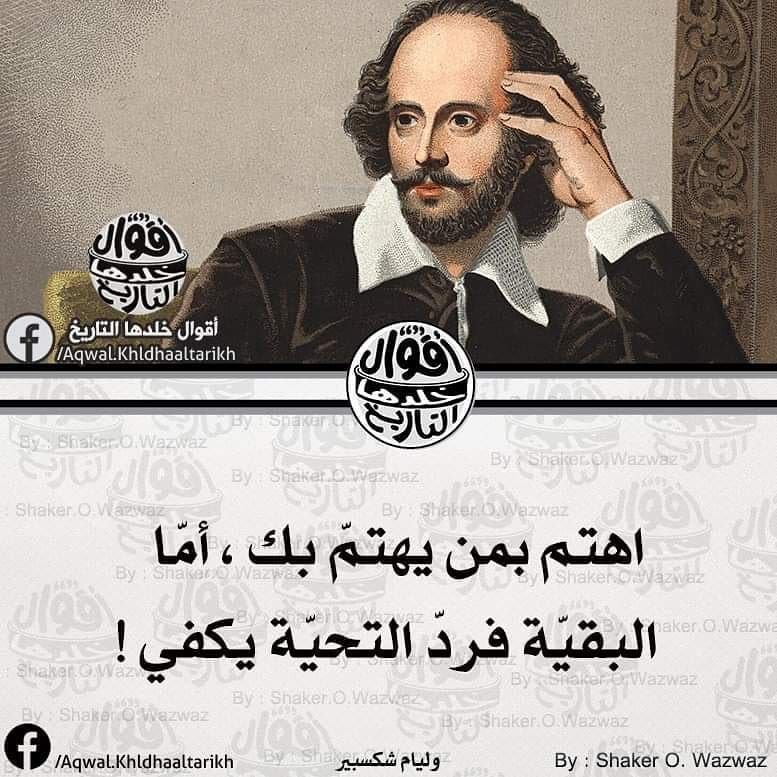 أقوال
خلدها
التاريخ
أقوال خلدها التاريخ
/Aqwal.Khldhaaltarikh
أقوال
خلدها
التاريخ
اهتم بمن يهتمّ بك ، أمّا
البقيّة فردّ التحيّة يكفي !
/Aqwal.Khldhaaltarikh
وليام شكسبير
By : Shaker O. Wazwaz